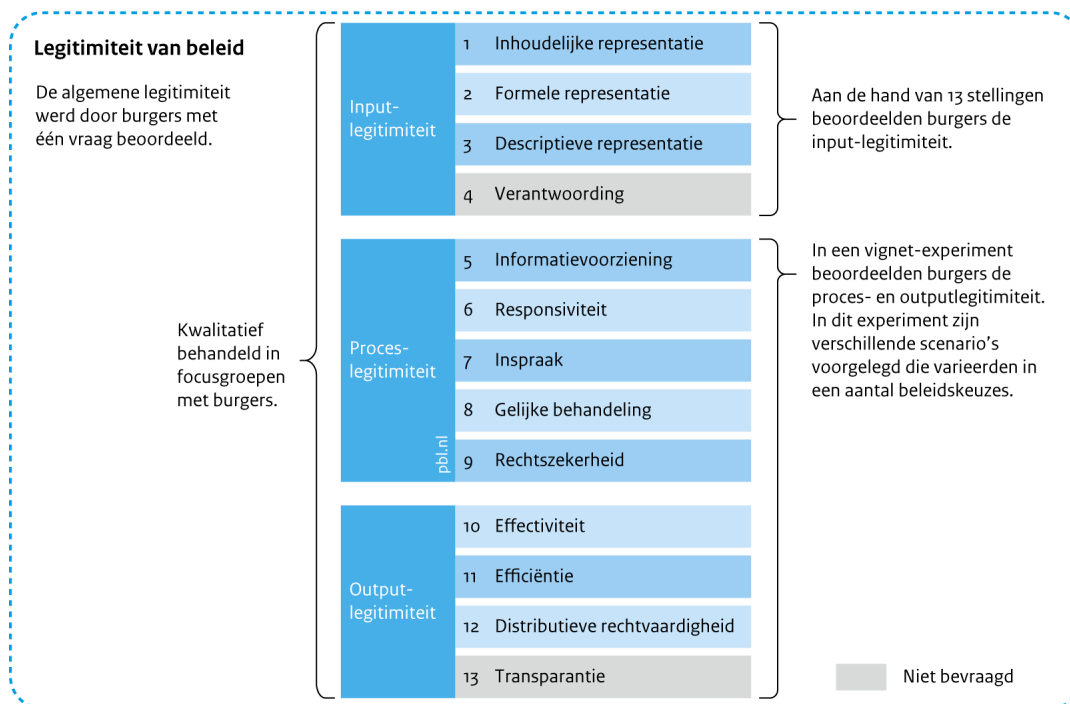 Legitimiteit van beleid
De algemene legitimiteit
werd door burgers met
één vraag beoordeeld.
Kwalitatief
behandeld in
focusgroepen
met burgers.
Input-
legitimiteit
1 Inhoudelijke representatie
2 Formele representatie
3 Descriptieve representatie
4 Verantwoording
Aan de hand van 13 stellingen
beoordeelden burgers de
input-legitimiteit.
Proces-
legitimiteit
pbl.nl
5 Informatievoorziening
6 Responsiviteit
7 Inspraak
8 Gelijke behandeling
9 Rechtszekerheid
In een vignet-experiment
beoordeelden burgers de
proces- en outputlegitimiteit.
In dit experiment zijn
verschillende scenario's
voorgelegd die varieerden in
een aantal beleidskeuzes.
Output-
legitimiteit
10 Effectiviteit
11 Efficiëntie
12 Distributieve rechtvaardigheid
13 Transparantie
Niet bevraagd